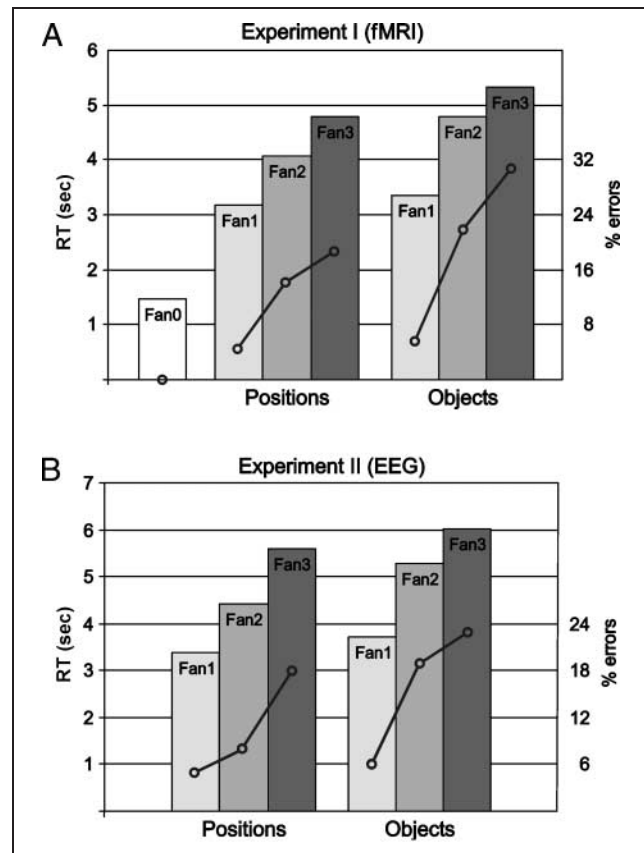 A
Experiment I (fMRI)
6
5
4
3
2
1
RT (sec)
Fan0
Fan1
Fan2
Fan3
Fan1
Fan2
Fan3
32
24
16
8
% errors
Positions
Objects
B
Experiment II (EEG)
7
6
5
4
3
2
1
RT (sec)
Fan1
Fan2
Fan3
Fan1
Fan2
Fan3
24
18
12
6
% errors
Positions
Objects